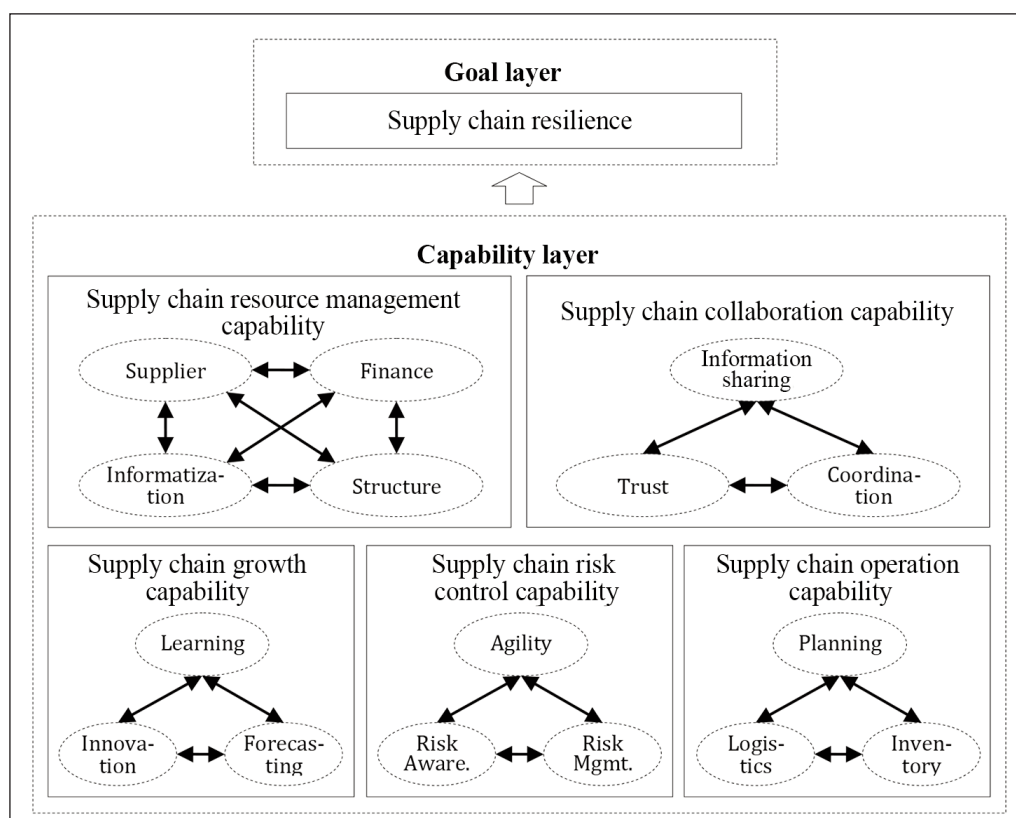 Goal layer
Supply chain resilience
Capability layer
Supply chain resource management
capability
Supplier
Finance
Informatiza-
tion
Structure
Supply chain collaboration capability
Information
sharing
Trust
Coordina-
tion
Supply chain growth
capability
Learning
Innova-
tion
Forecas-
ting
Supply chain risk
control capability
Agility
Risk
Aware.
Risk
Mgmt.
Supply chain operation
capability
Planning
Logis-
tics
Inven-
tory